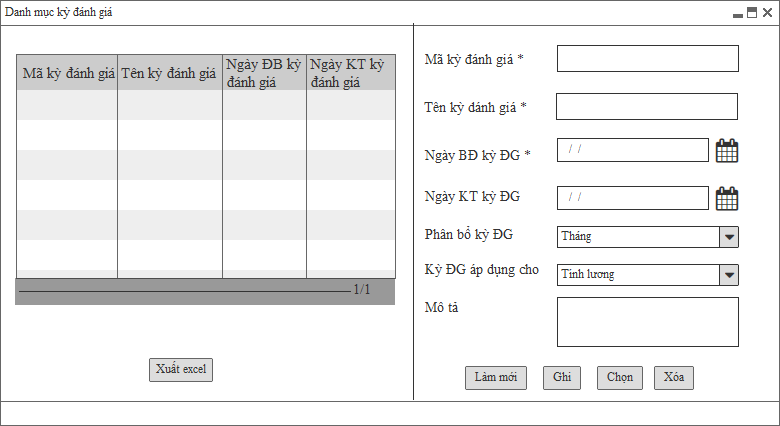 Danh mục kỳ đánh giá
Mã kỳ đánh giá
Tên kỳ đánh giá
Ngày ĐB kỳ
đánh giá
Ngày KT kỳ
đánh giá
1/1
Xuất excel
Mã kỳ đánh giá *
Tên kỳ dánh giá *
Ngày BĐ kỳ ĐG *
/ /
Ngày KT kỳ ĐG
/ /
Phân bổ kỳ ĐG
Tháng
Kỳ ĐG áp dụng cho
Tính lương
Mô tả
Làm mới
Ghi
Chọn
Xóa